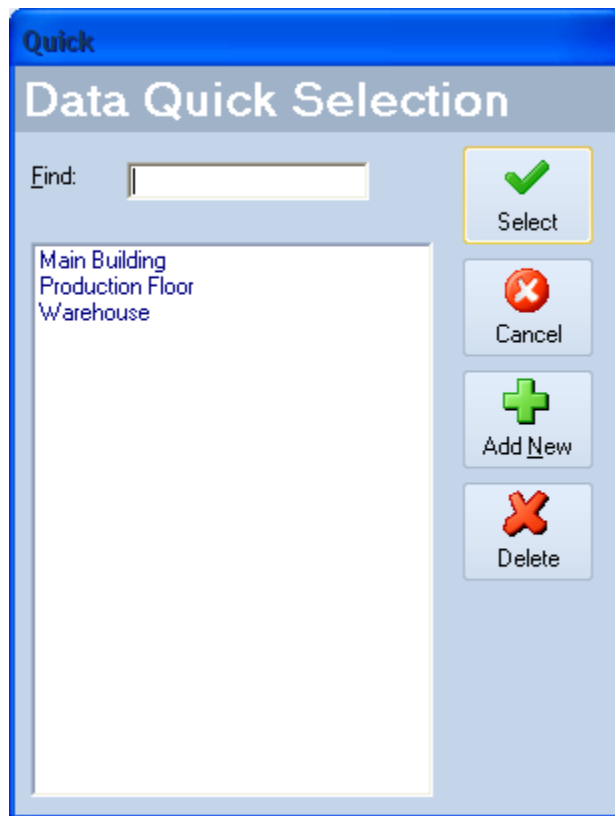 Quick
Data Quick Selection
Find:
Select
Main Building
Production Floor
Warehouse
Cancel
Add New
Delete